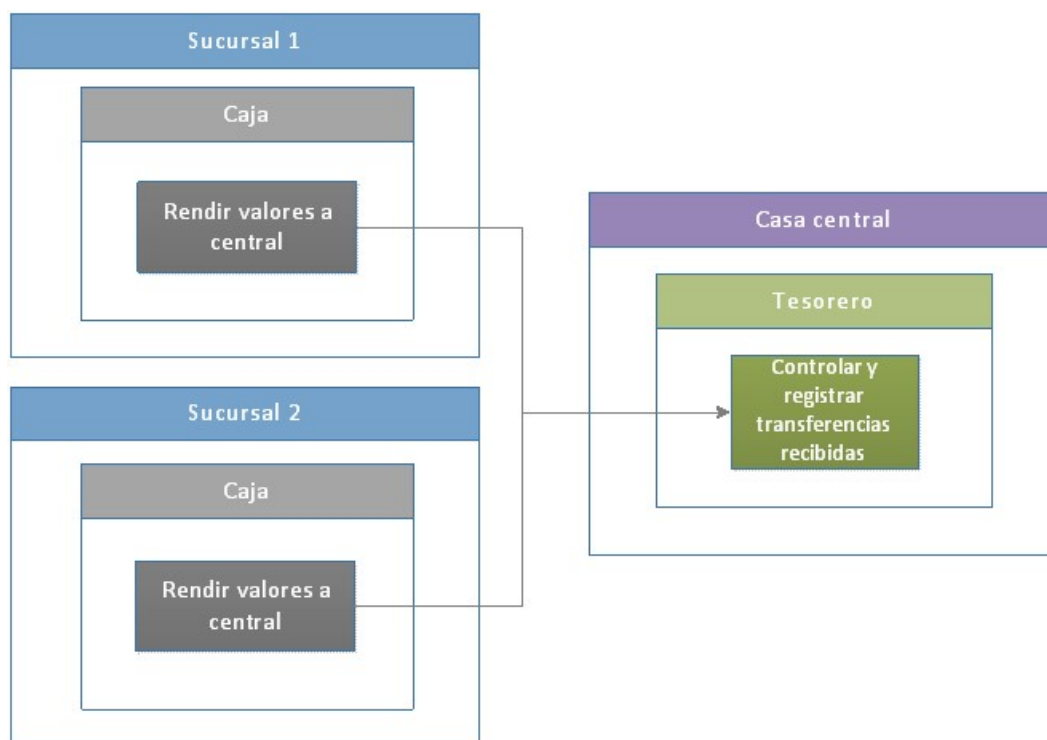 Sucursal 1
Caja
Rendir valores a
central
Casa central
Tesorero
Controlar y
registrar
transferencias
recibidas
Sucursal 2
Caja
Rendir valores a
central